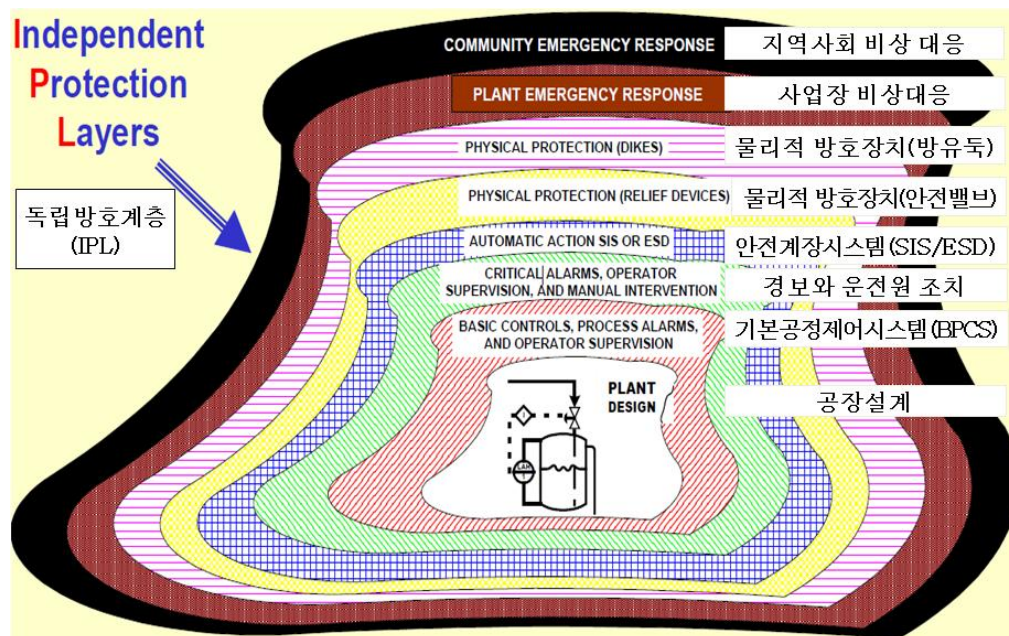 Independent
Protection
Layers
독립방호계층
(IPL)
COMMUNITY EMERGENCY RESPONSE
지역사회 비상 대응
PLANT EMERGENCY RESPONSE
사업장 비상대응
PHYSICAL PROTECTION (DIKES)
물리적 방호장치(방유둑)
PHYSICAL PROTECTION (RELIEF DEVICES)
물리적 방호장치(안전밸브)
AUTOMATIC ACTION SIS OR ESD
안전계장시스템(SIS/ESD)
CRITICAL ALARMS, OPERATOR
SUPERVISION, AND MANUAL INTERVENTION
경보와 운전원 조치
BASIC CONTROLS, PROCESS ALARMS,
AND OPERATOR SUPERVISION
기본공정제어시스템(BPCS)
PLANT
DESIGN
공장설계
I
LAH